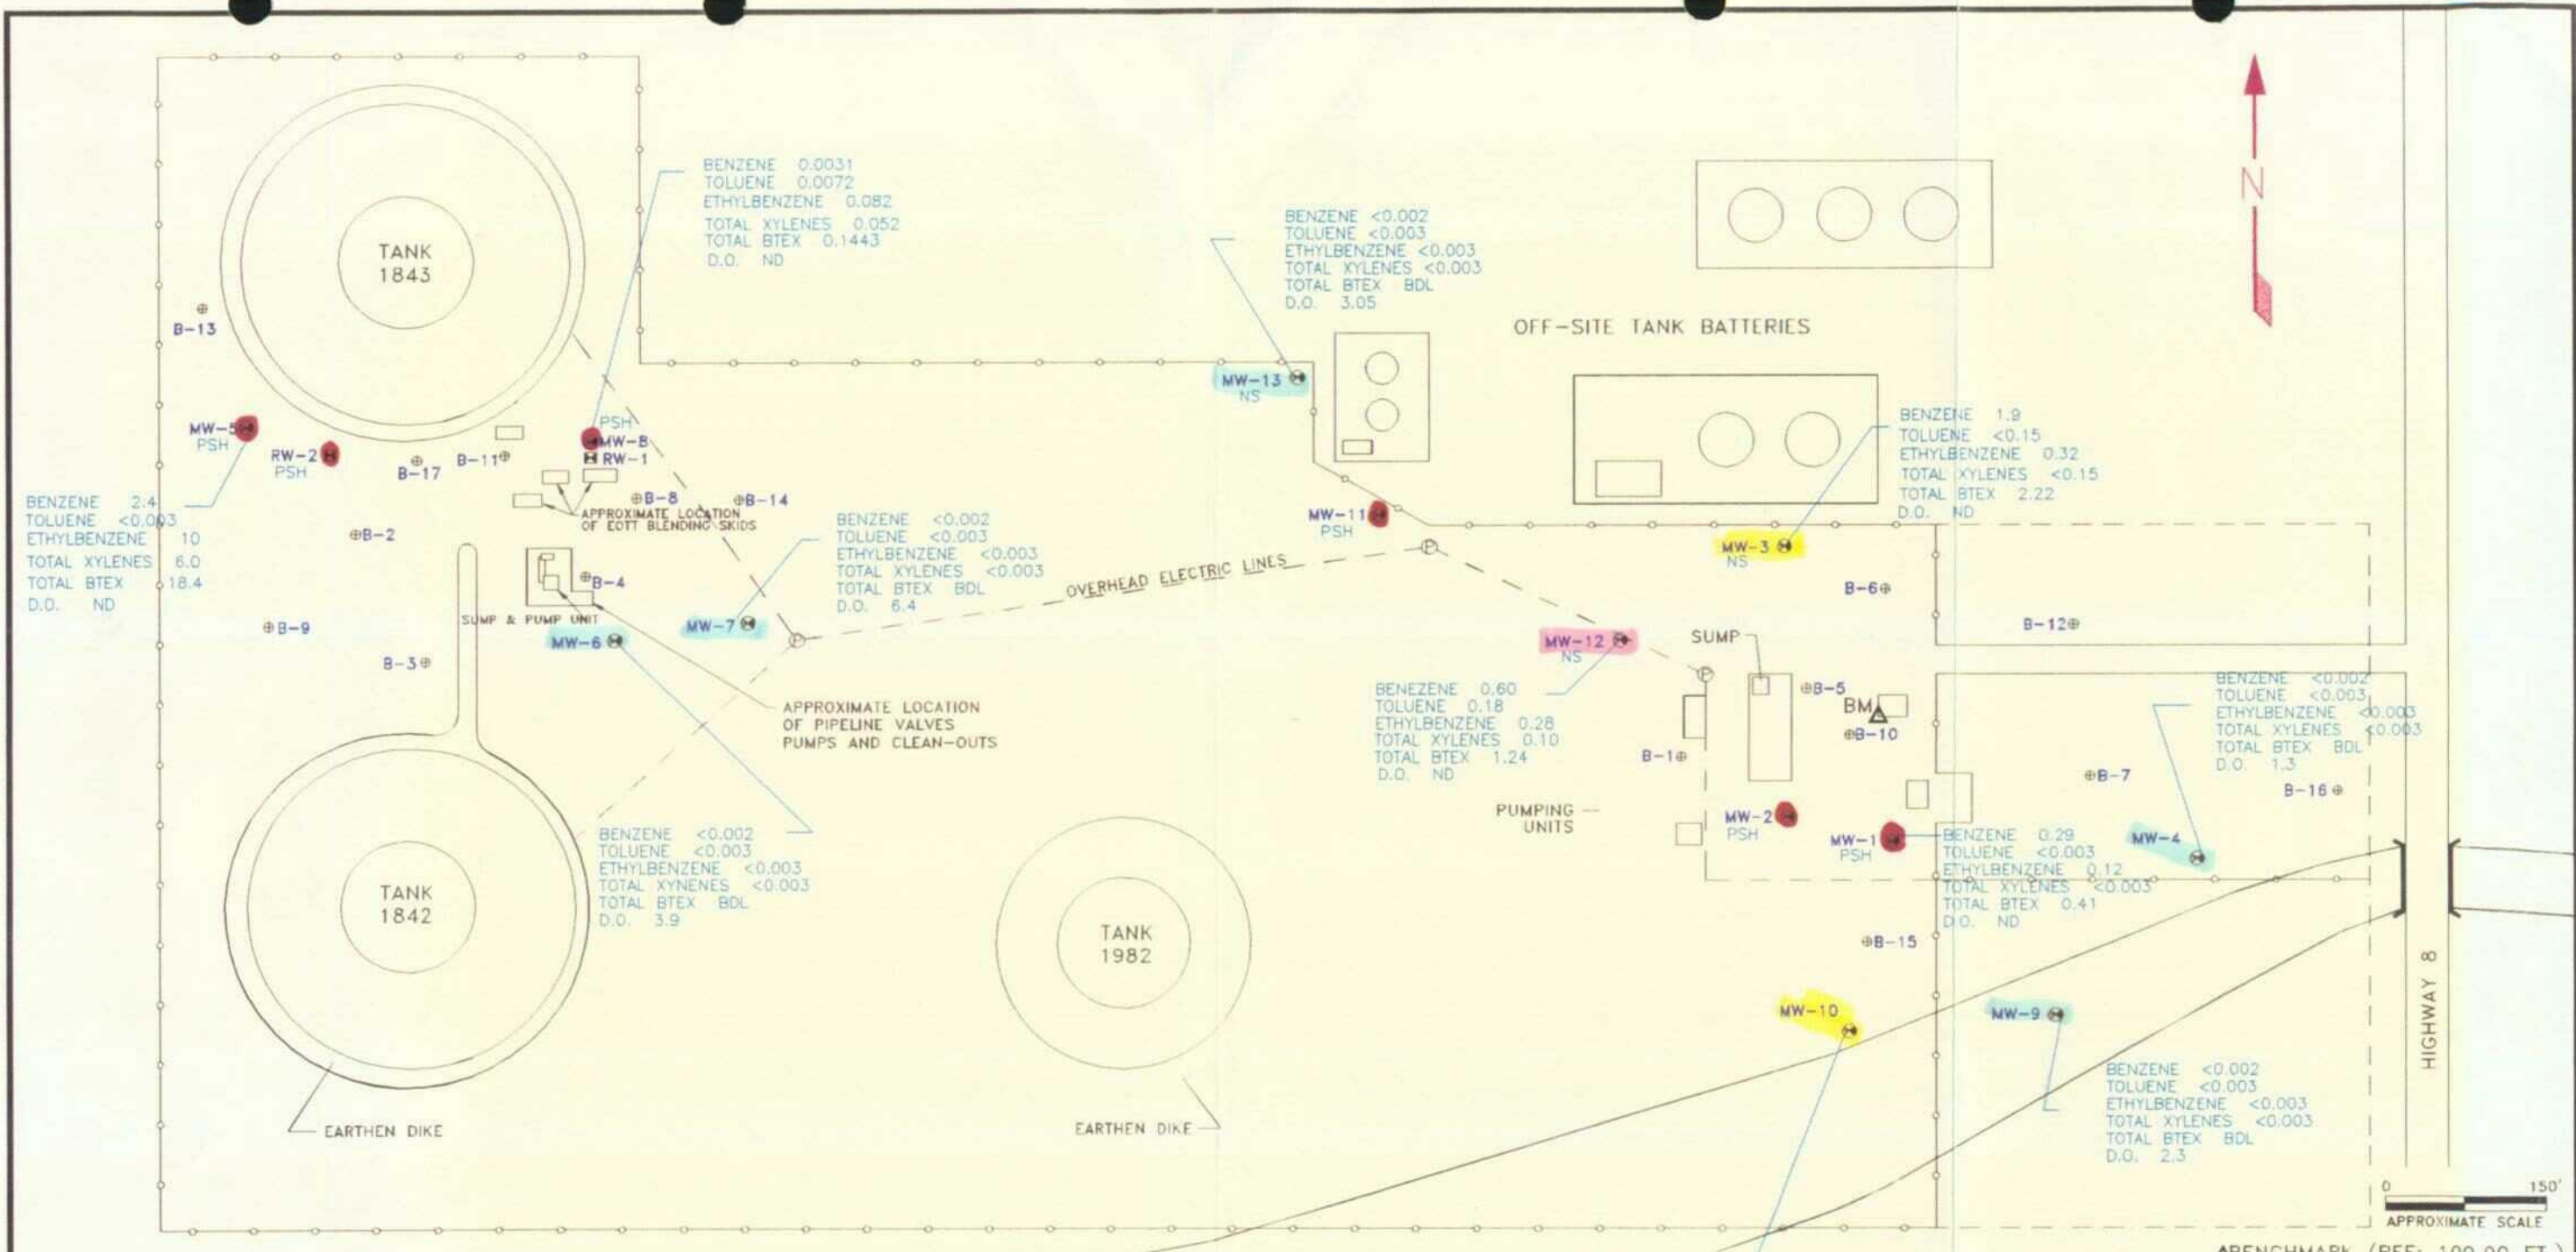 BENZENE 0.0031
TOLUENE 0.0072
ETHYLBENZENE 0.082
TOTAL XYLENES 0.052
TOTAL BTEX 0.1443
D.O. ND
BENZENE <0.002
TOLUENE <0.003
ETHYLBENZENE <0.003
TOTAL XYLENES <0.003
TOTAL BTEX BDL
D.O. 3.05
N
TANK
1843
OFF-SITE TANK BATTERIES
B-13
MW-13
NS
MW-5
PSH
RW-2
PSH
B-17
B-11
PSH
MW-8
RW-1
B-8
B-14
APPROXIMATE LOCATION
OF EOTT BLENDING SKIDS
BENZENE 2.4
TOLUENE <0.003
ETHYLBENZENE 10
TOTAL XYLENES 6.0
TOTAL BTEX 18.4
D.O. ND
B-2
BENZENE <0.002
TOLUENE <0.003
ETHYLBENZENE <0.003
TOTAL XYLENES <0.003
TOTAL BTEX BDL
D.O. 6.4
MW-11
PSH
BENZENE 1.9
TOLUENE <0.15
ETHYLBENZENE 0.32
TOTAL XYLENES <0.15
TOTAL BTEX 2.22
D.O. ND
MW-3
NS
B-4
OVERHEAD ELECTRIC LINES
B-6
B-12
B-9
SUMP & PUMP UNIT
MW-6
MW-7
P
P
P
MW-12
NS
SUMP
B-3
APPROXIMATE LOCATION
OF PIPELINE VALVES
PUMPS AND CLEAN-OUTS
BENEZENE 0.60
TOLUENE 0.18
ETHYLBENZENE 0.28
TOTAL XYLENES 0.10
TOTAL BTEX 1.24
D.O. ND
B-5
BM
B-10
B-1
BENZENE <0.002
TOLUENE <0.003
ETHYLBENZENE <0.003
TOTAL XYLENES <0.003
TOTAL BTEX BDL
D.O. 1.3
B-7
B-16
PUMPING
UNITS
MW-2
PSH
MW-1
PSH
BENZENE 0.29
TOLUENE <0.003
ETHYLBENZENE 0.12
TOTAL XYLENES <0.003
TOTAL BTEX 0.41
D.O. ND
MW-4
BENZENE <0.002
TOLUENE <0.003
ETHYLBENZENE <0.003
TOTAL XYNENES <0.003
TOTAL BTEX BDL
D.O. 3.9
TANK
1842
TANK
1982
B-15
MW-10
MW-9
HIGHWAY 8
BENZENE <0.002
TOLUENE <0.003
ETHYLBENZENE <0.003
TOTAL XYLENES <0.003
TOTAL BTEX BDL
D.O. 2.3
EARTHEN DIKE
EARTHEN DIKE
0 150'
APPROXIMATE SCALE
BENCHMARK (REF: 100.00 FT.)